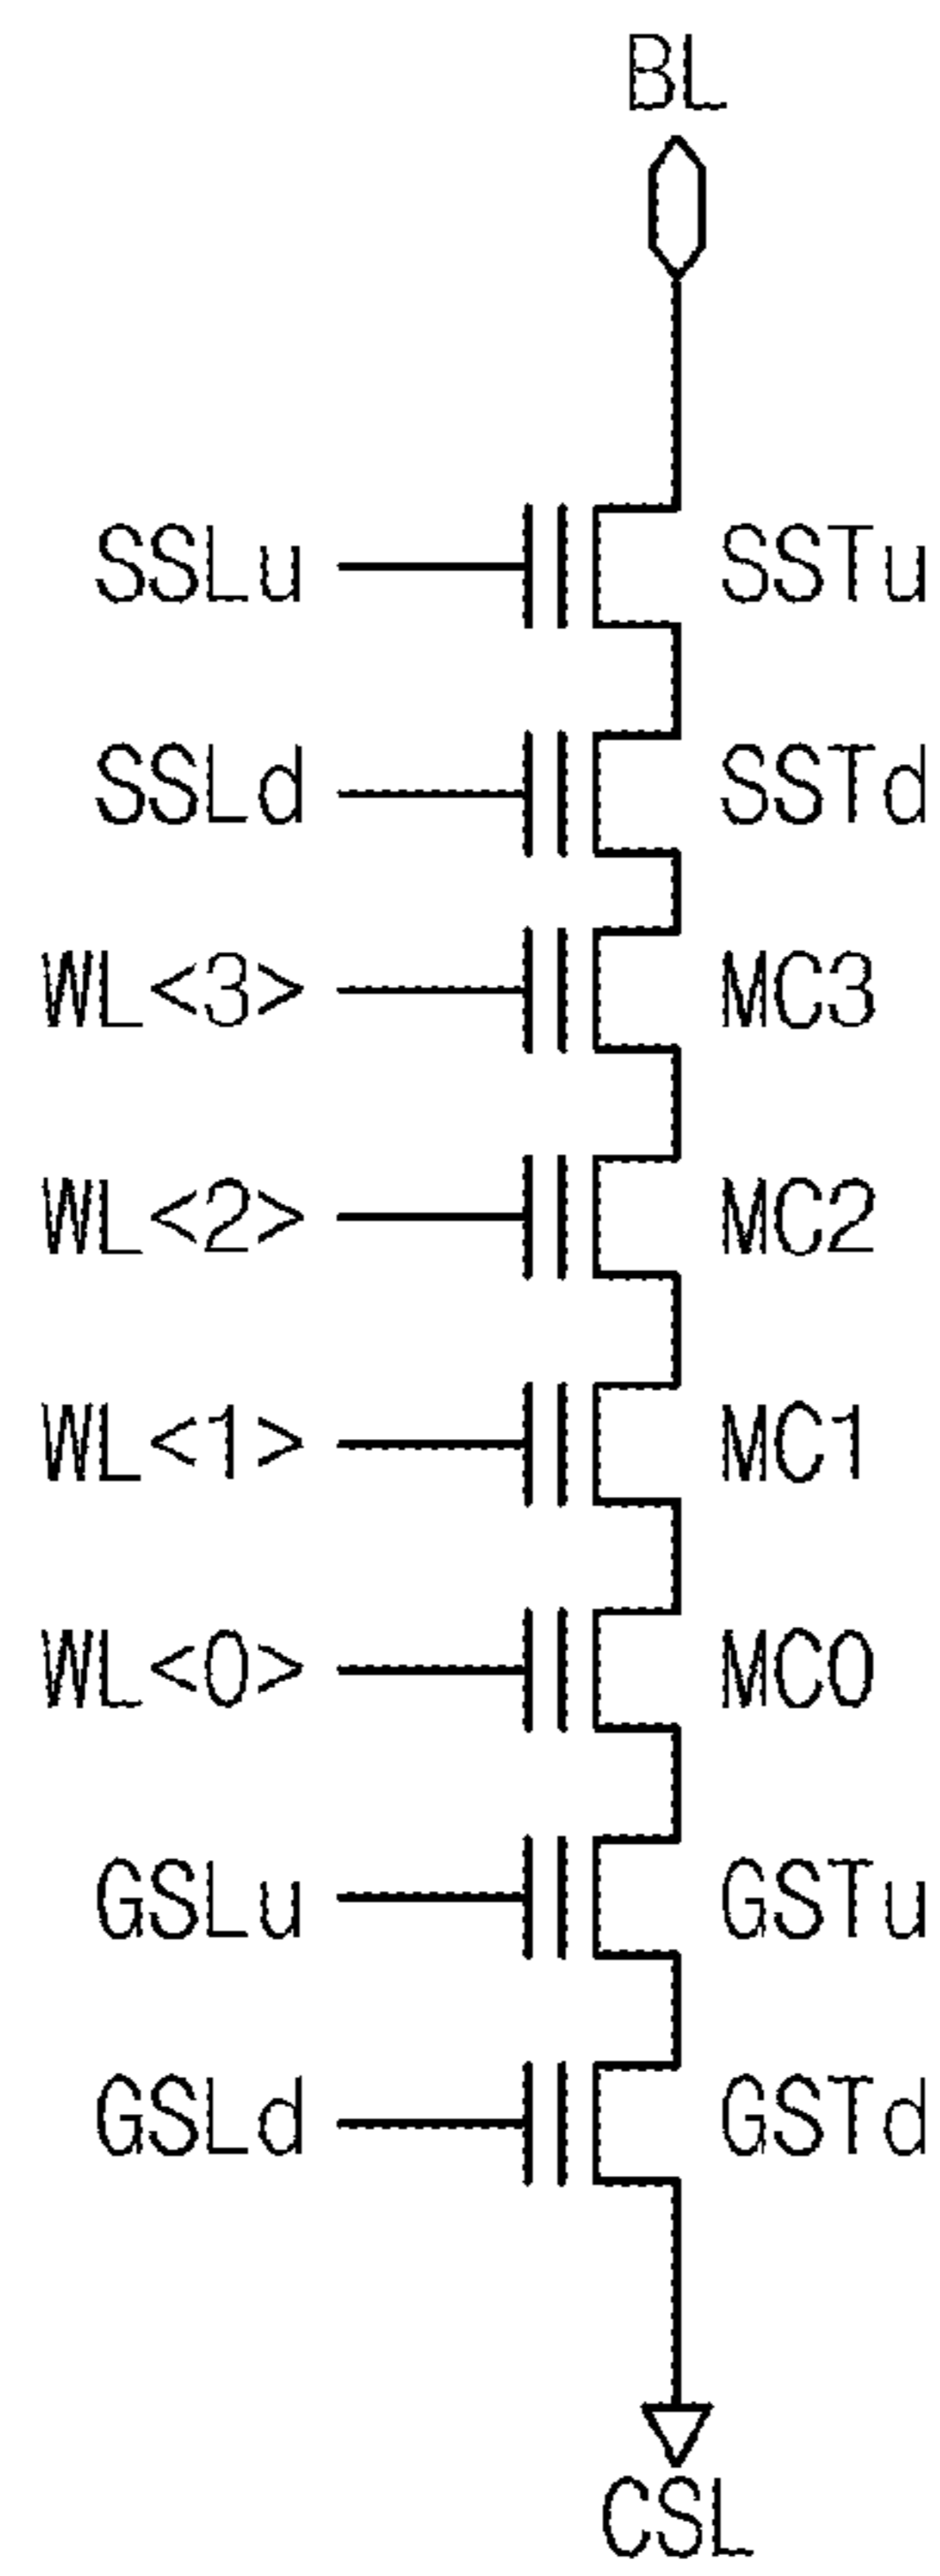 BL
SSLu SSTu
SSLd SSTd
WL<3> MC3
WL<2> MC2
WL<1> MC1
WL<0> MC0
GSLu GSTu
GSLd GSTd
CSL